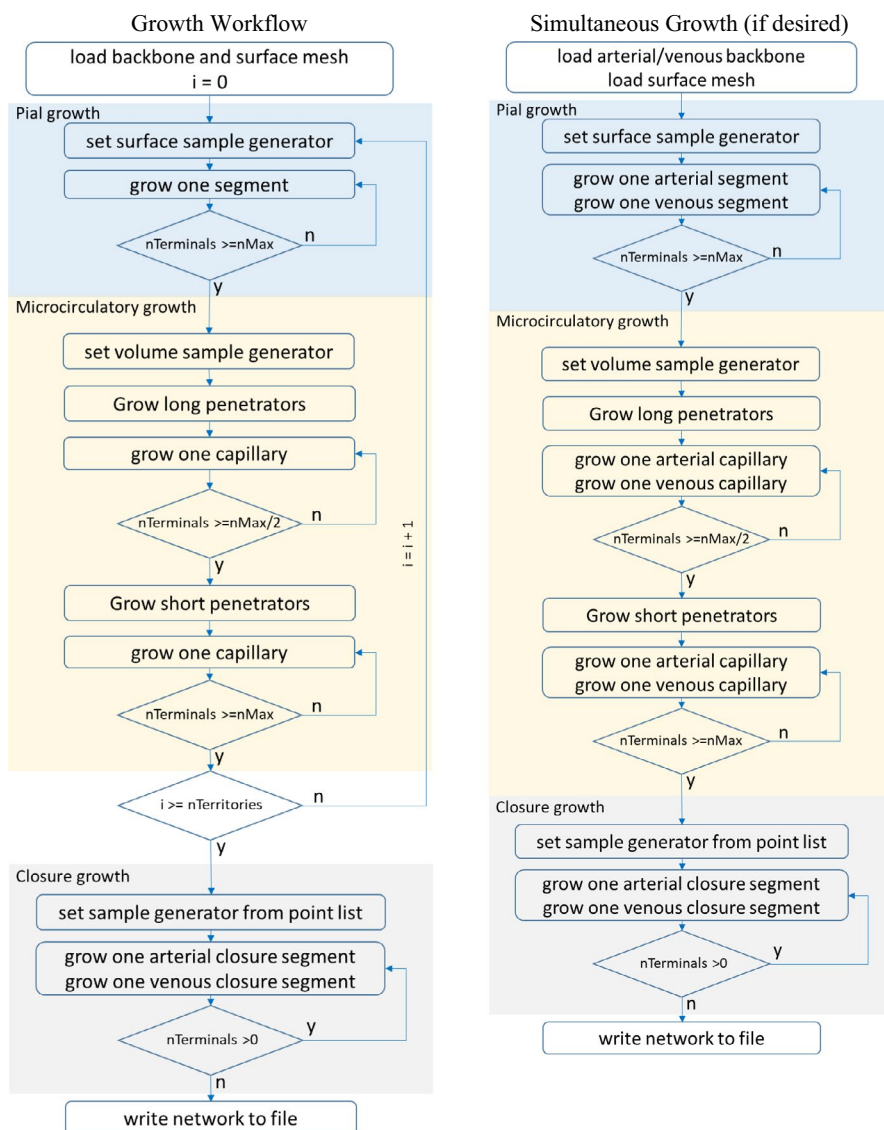 Growth Workflow
load backbone and surface mesh
i = 0
Pial growth
set surface sample generator
grow one segment
nTerminals >=nMax
n
y
Microcirculatory growth
set volume sample generator
Grow long penetrators
grow one capillary
nTerminals >=nMax/2
n
y
Grow short penetrators
grow one capillary
nTerminals >=nMax
n
y
i >= nTerritories
n
i = i + 1
y
Closure growth
set sample generator from point list
grow one arterial closure segment
grow one venous closure segment
nTerminals >0
y
n
write network to file
Simultaneous Growth (if desired)
load arterial/venous backbone
load surface mesh
Pial growth
set surface sample generator
grow one arterial segment
grow one venous segment
nTerminals >=nMax
n
y
Microcirculatory growth
set volume sample generator
Grow long penetrators
grow one arterial capillary
grow one venous capillary
nTerminals >=nMax/2
n
y
Grow short penetrators
grow one arterial capillary
grow one venous capillary
nTerminals >=nMax
n
y
Closure growth
set sample generator from point list
grow one arterial closure segment
grow one venous closure segment
nTerminals >0
y
n
write network to file